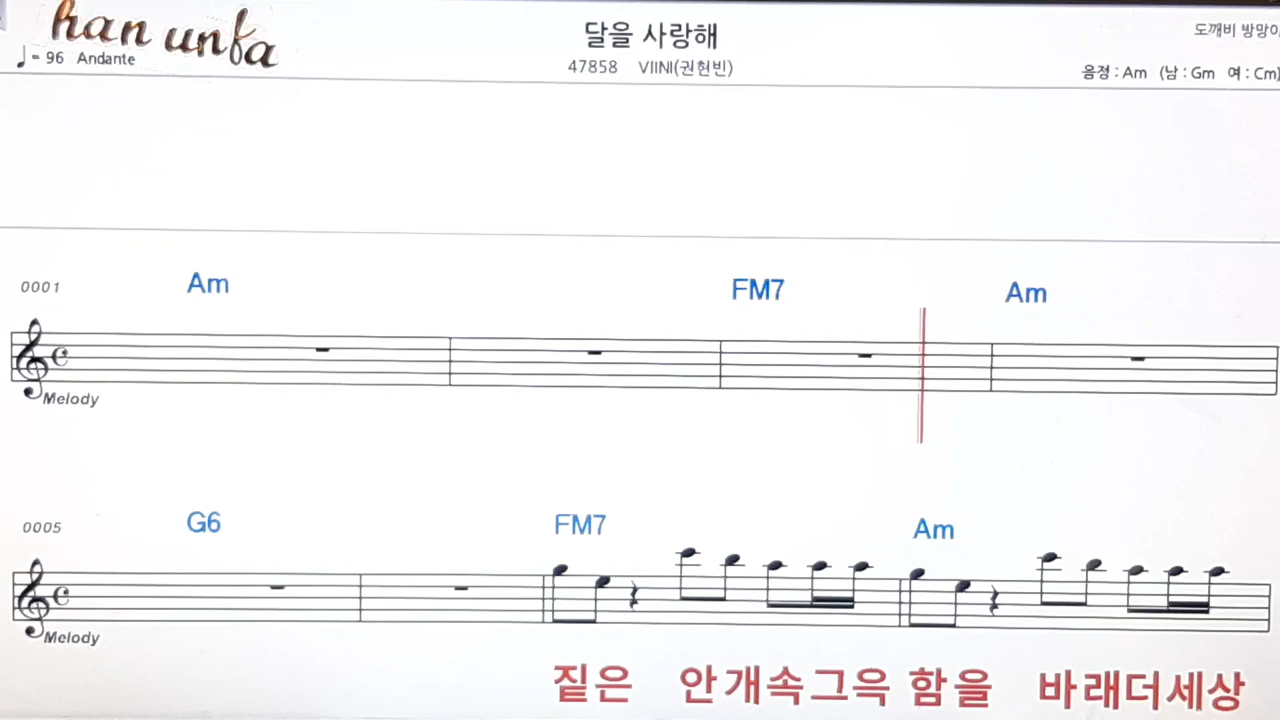 han unfa
달을 사랑해
도깨비 방망이
♩= 96 Andante
47858 VIINI(권현빈)
음정 : Am (남 : Gm 여 : Cm)
0001 Am FM7 Am
Melody
0005 G6 FM7 Am
Melody
짙은 안개속그윽 함을 바래더세상